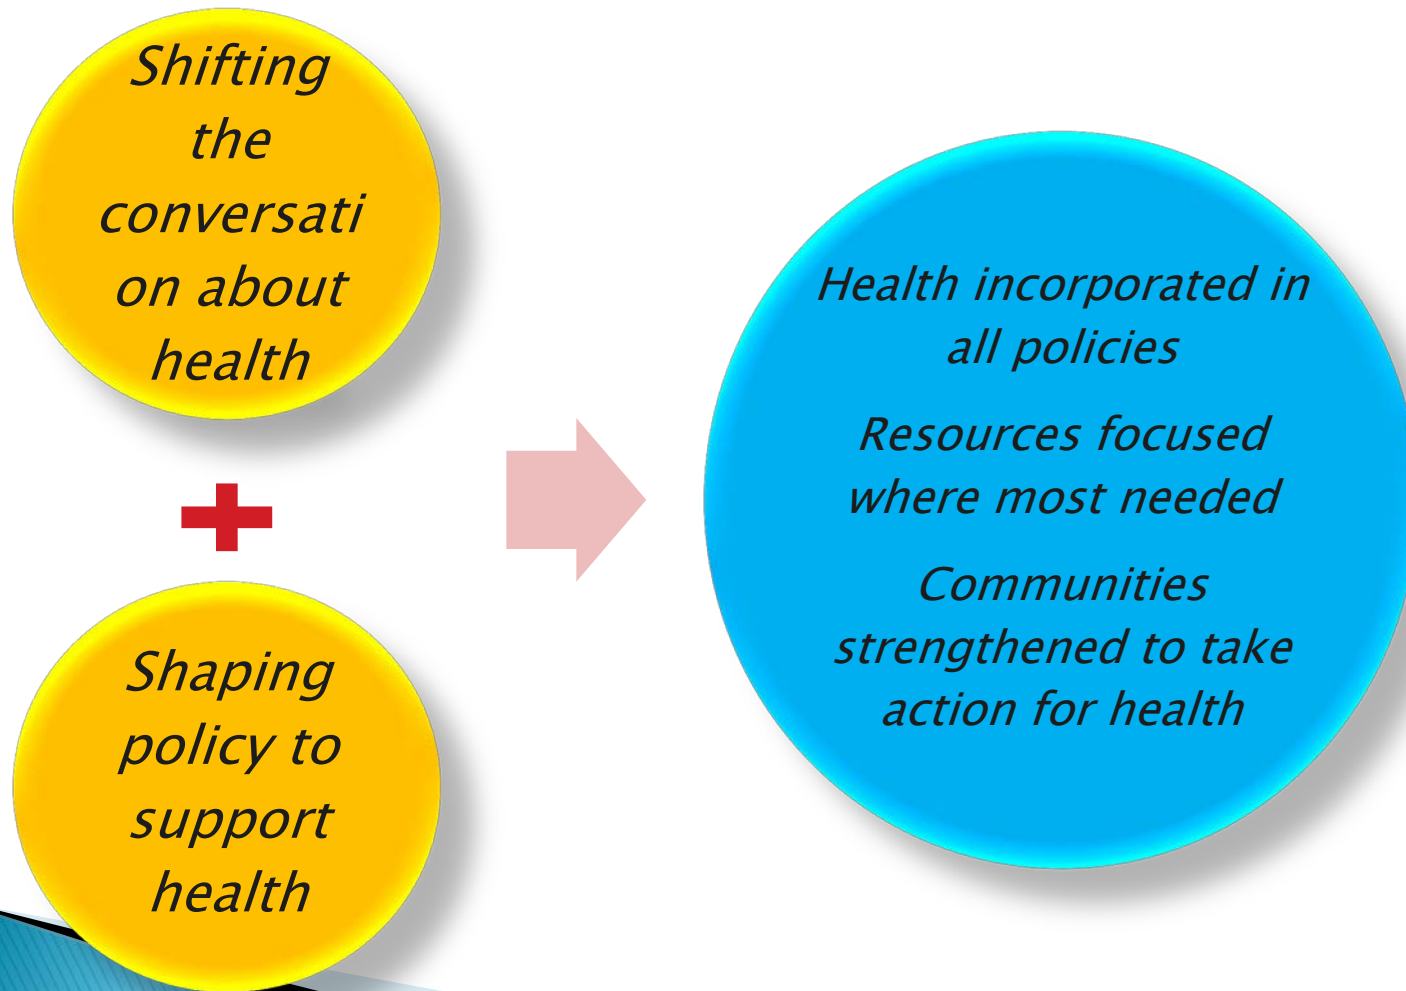 Shifting
the
conversati
on about
health
Shaping
policy to
support
health
Health incorporated in
all policies
Resources focused
where most needed
Communities
strengthened to take
action for health